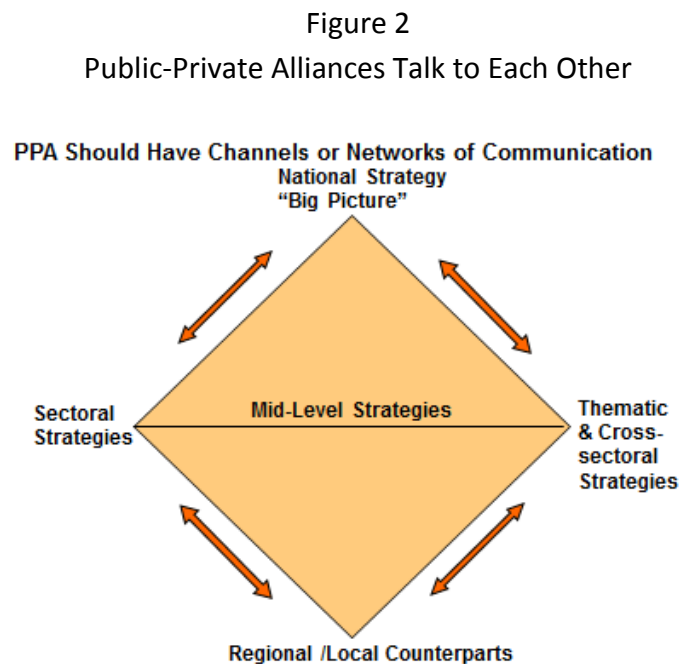 Figure 2
Public-Private Alliances Talk to Each Other
PPA Should Have Channels or Networks of Communication
National Strategy
“Big Picture”
Sectoral
Strategies
Mid-Level Strategies
Thematic
& Cross-
sectoral
Strategies
Regional /Local Counterparts